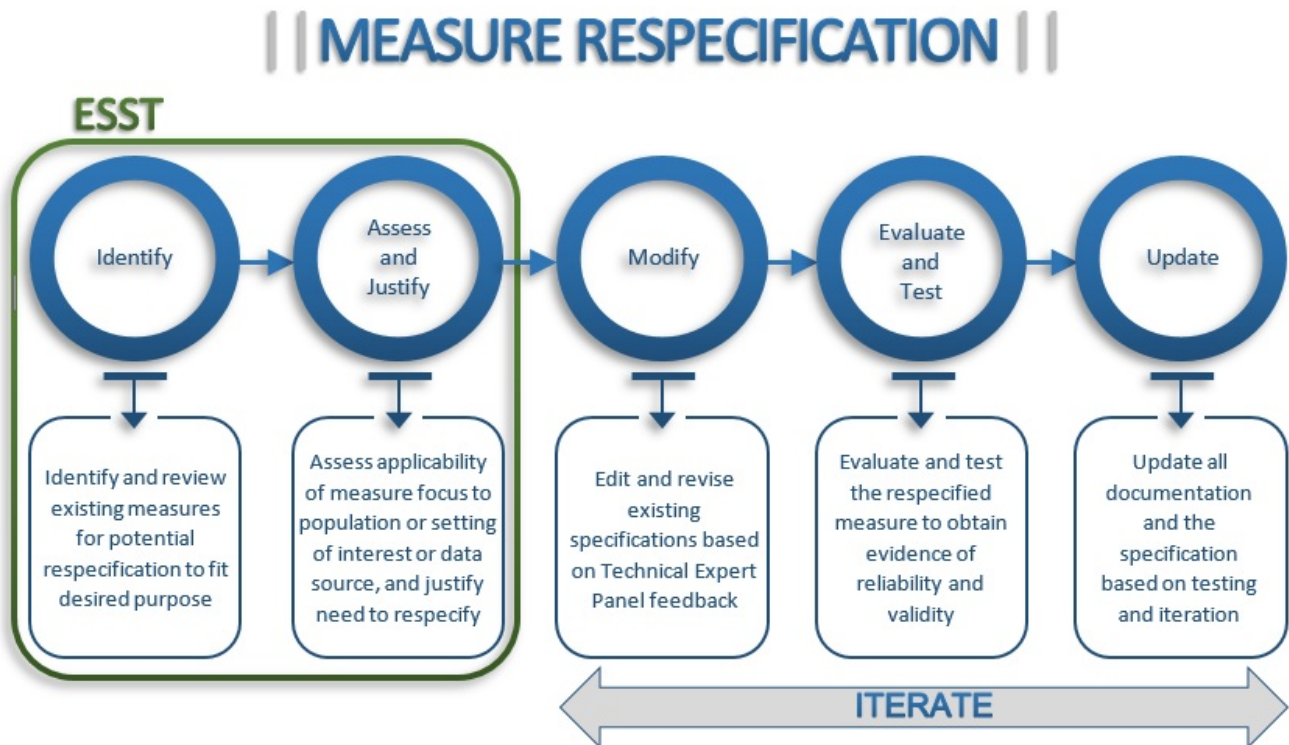 || MEASURE RESPECIFICATION ||
ESST
Identify
Assess
and
Justify
Modify
Evaluate
and
Test
Update
Identify and review
existing measures
for potential
respecification to fit
desired purpose
Assess applicability
of measure focus to
population or setting
of interest or data
source, and justify
need to respecify
Edit and revise
existing
specifications based
on Technical Expert
Panel feedback
Evaluate and test
the respecified
measure to obtain
evidence of
reliability and
validity
Update all
documentation
and the
specification
based on testing
and iteration
ITERATE